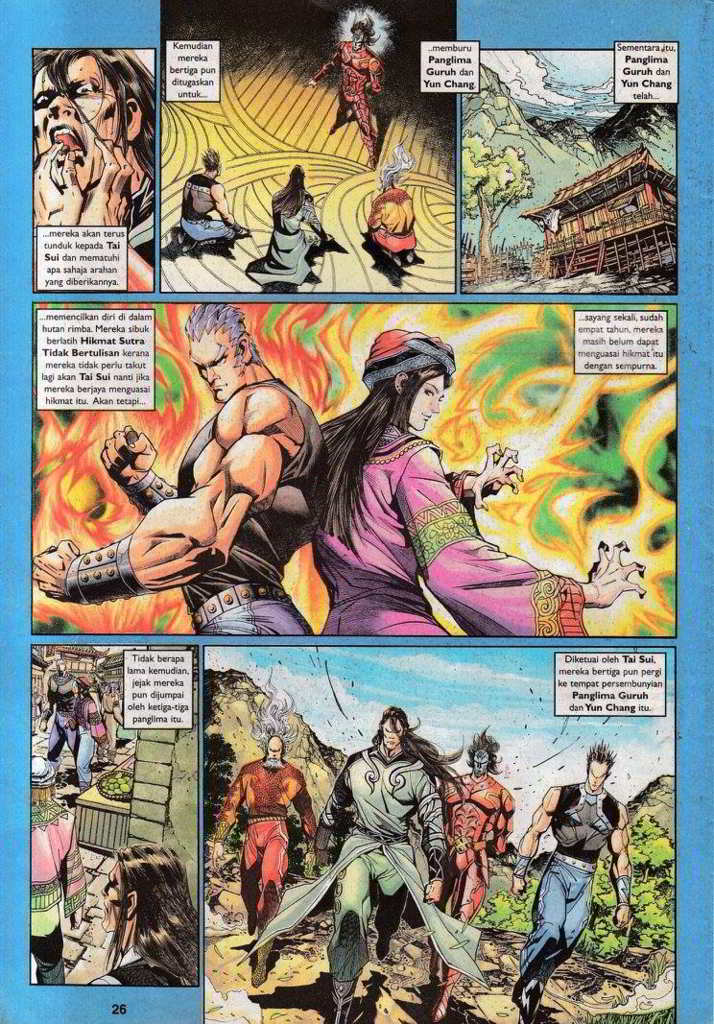 ...mereka akan terus
tunduk kepada Tai
Sui dan mematuhi
apa sahaja arahan
yang diberikannya.
Kemudian
mereka
bertiga pun
ditugaskan
untuk...
..memburu
Panglima
Guruh dan
Yun Chang.
Sementara itu,
Panglima
Guruh dan
Yun Chang
telah...
...memencilkan diri di dalam
hutan rimba. Mereka sibuk
berlatih Hikmat Sutra
Tidak Bertulisan kerana
mereka tidak perlu takut
lagi akan Tai Sui nanti jika
mereka berjaya menguasai
hikmat itu. Akan tetapi...
...sayang sekali, sudah
empat tahun, mereka
masih belum dapat
menguasai hikmat itu
dengan sempurna.
Tidak berapa
lama kemudian,
jejak mereka
pun dijumpai
oleh ketiga-tiga
panglima itu.
Diketuai oleh Tai Sui,
mereka bertiga pun pergi
ke tempat persembunyian
Panglima Guruh
dan Yun Chang itu.
26